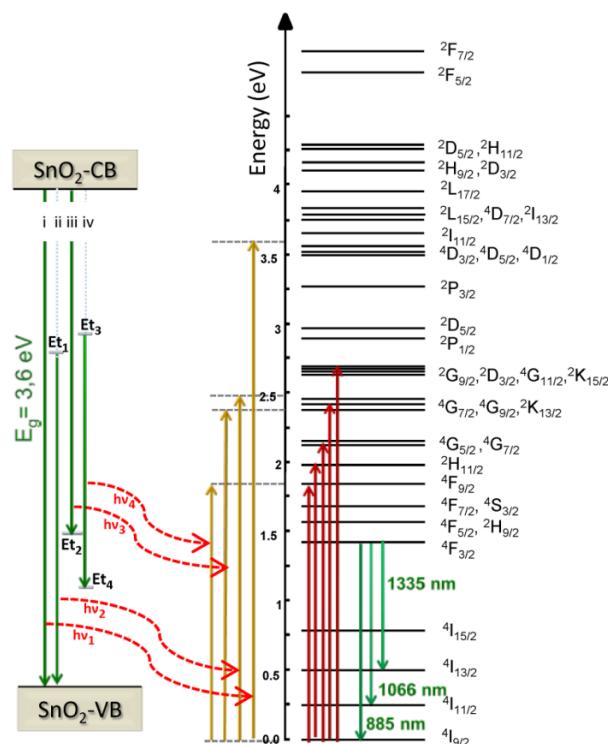 SnO₂-CB
i ii iii iv
Et₃
Et₁
E_g = 3,6 eV
Et₂
Et₄
hν₄
hν₃
hν₂
hν₁
SnO₂-VB
Energy (eV)
4
3.5
3
2.5
2
1.5
1
0.5
0.0
²F₇/₂
²F₅/₂
²D₅/₂,²H₁₁/₂
²H₉/₂,²D₃/₂
²L₁₇/₂
²L₁₅/₂,⁴D₇/₂,²I₁₃/₂
²I₁₁/₂
⁴D₃/₂,⁴D₅/₂,⁴D₁/₂
²P₃/₂
²D₅/₂
²P₁/₂
²G₉/₂,²D₃/₂,⁴G₁₁/₂,²K₁₅/₂
⁴G₇/₂,⁴G₉/₂,²K₁₃/₂
⁴G₅/₂,⁴G₇/₂
²H₁₁/₂
⁴F₉/₂
⁴F₇/₂,⁴S₃/₂
⁴F₅/₂,²H₉/₂
⁴F₃/₂
1335 nm
⁴I₁₅/₂
⁴I₁₃/₂
1066 nm
⁴I₁₁/₂
885 nm
⁴I₉/₂